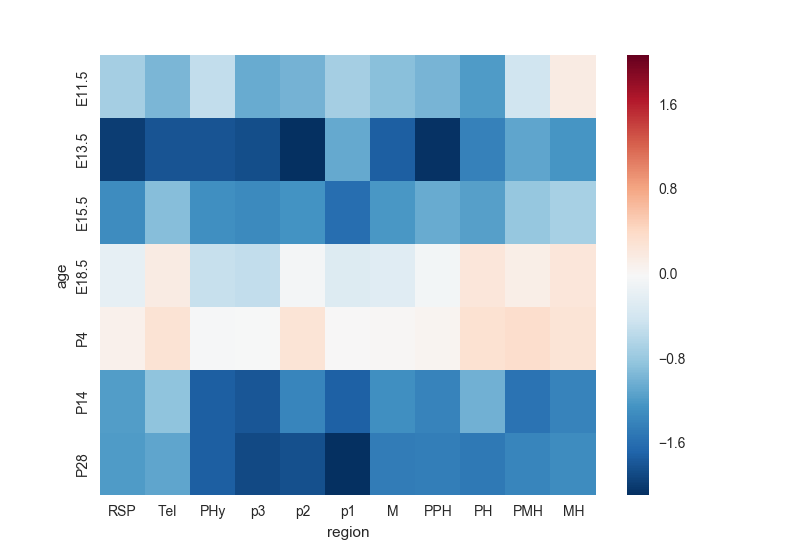 E11.5
E13.5
E15.5
E18.5
P4
P14
P28
age
RSP Tel PHy p3 p2 p1 M PPH PH PMH MH
region
1.6
0.8
0.0
−0.8
−1.6